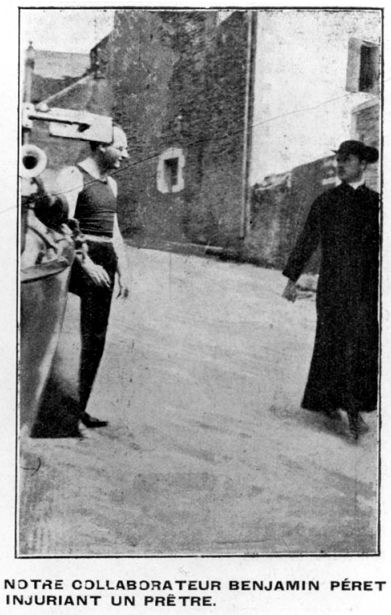 NOTRE COLLABORATEUR BENJAMIN PÉRET
INJURIANT UN PRÊTRE.